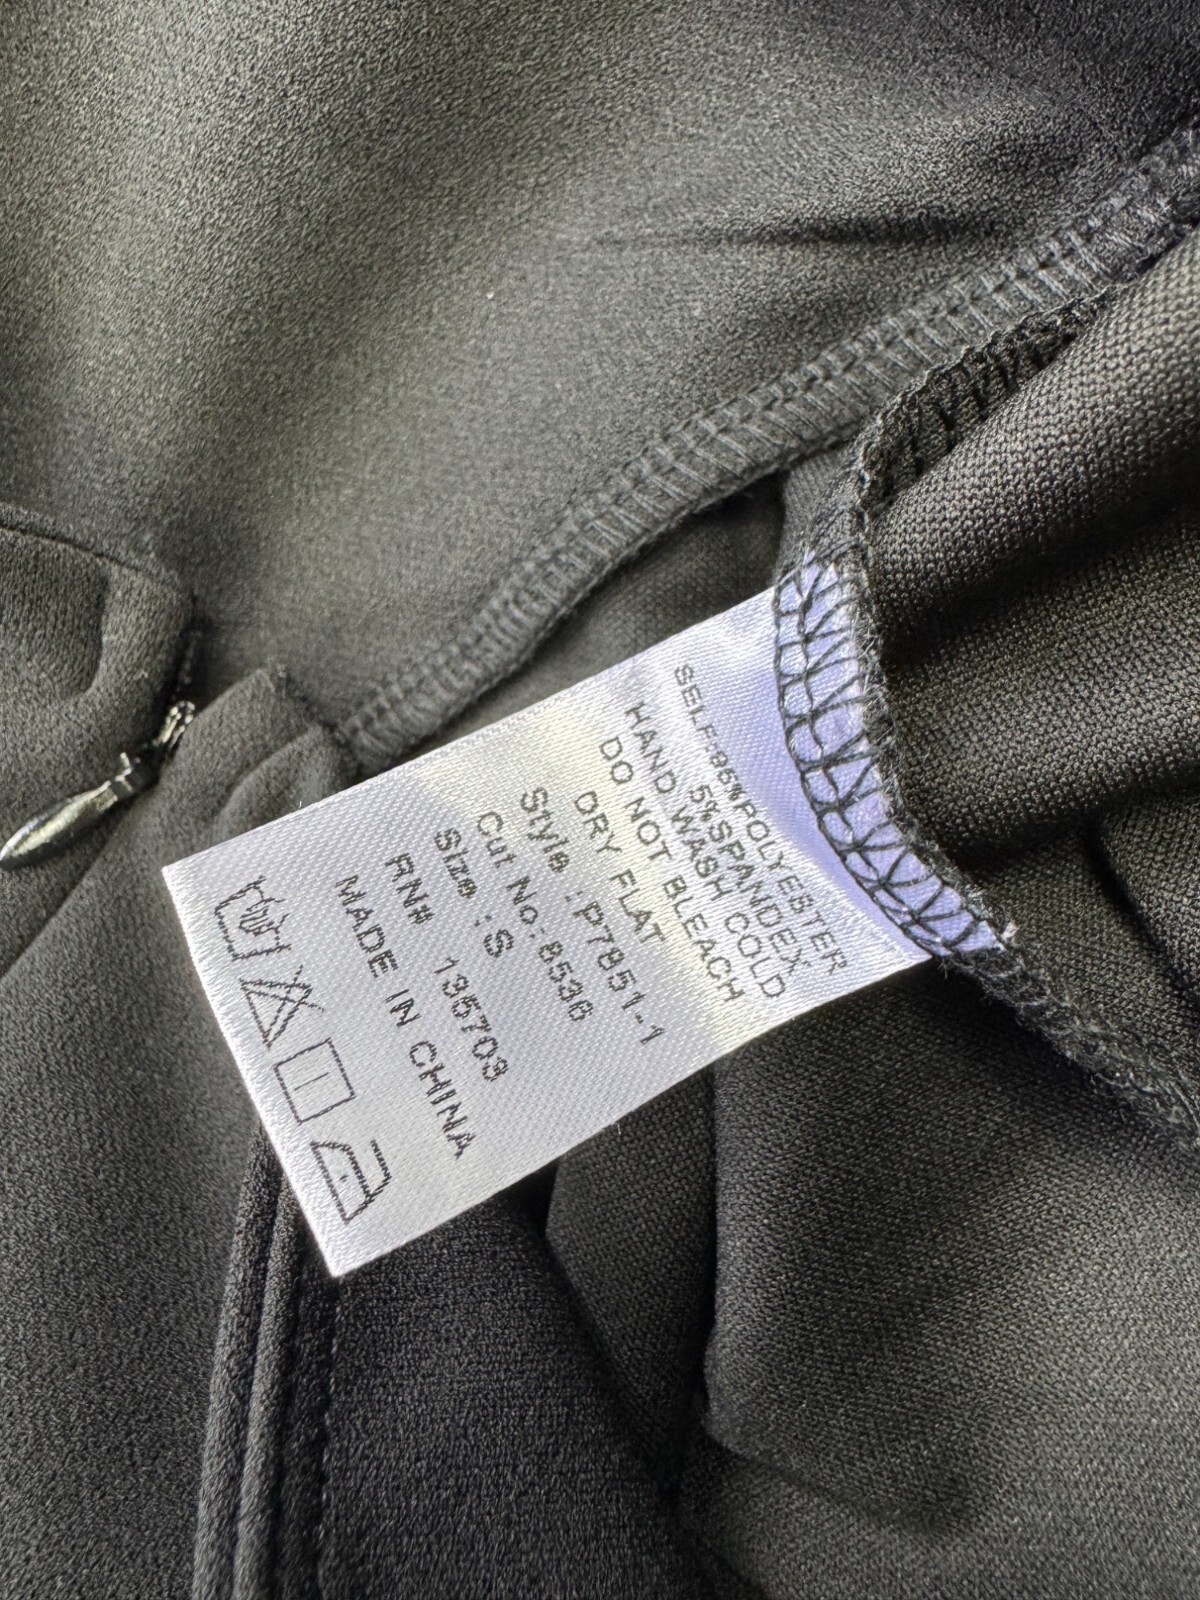 SELF:95%POLYESTER
5%SPANDEX
HAND WASH COLD
DO NOT BLEACH
DRY FLAT
Style :P7851-1
Cut No:8536
Size :S
RN# 135703
MADE IN CHINA